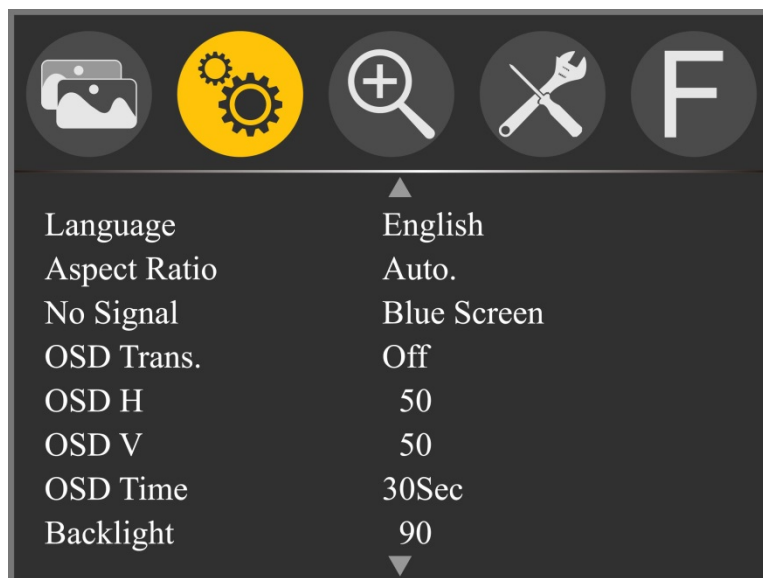 F
Language English
Aspect Ratio Auto.
No Signal Blue Screen
OSD Trans. Off
OSD H 50
OSD V 50
OSD Time 30Sec
Backlight 90